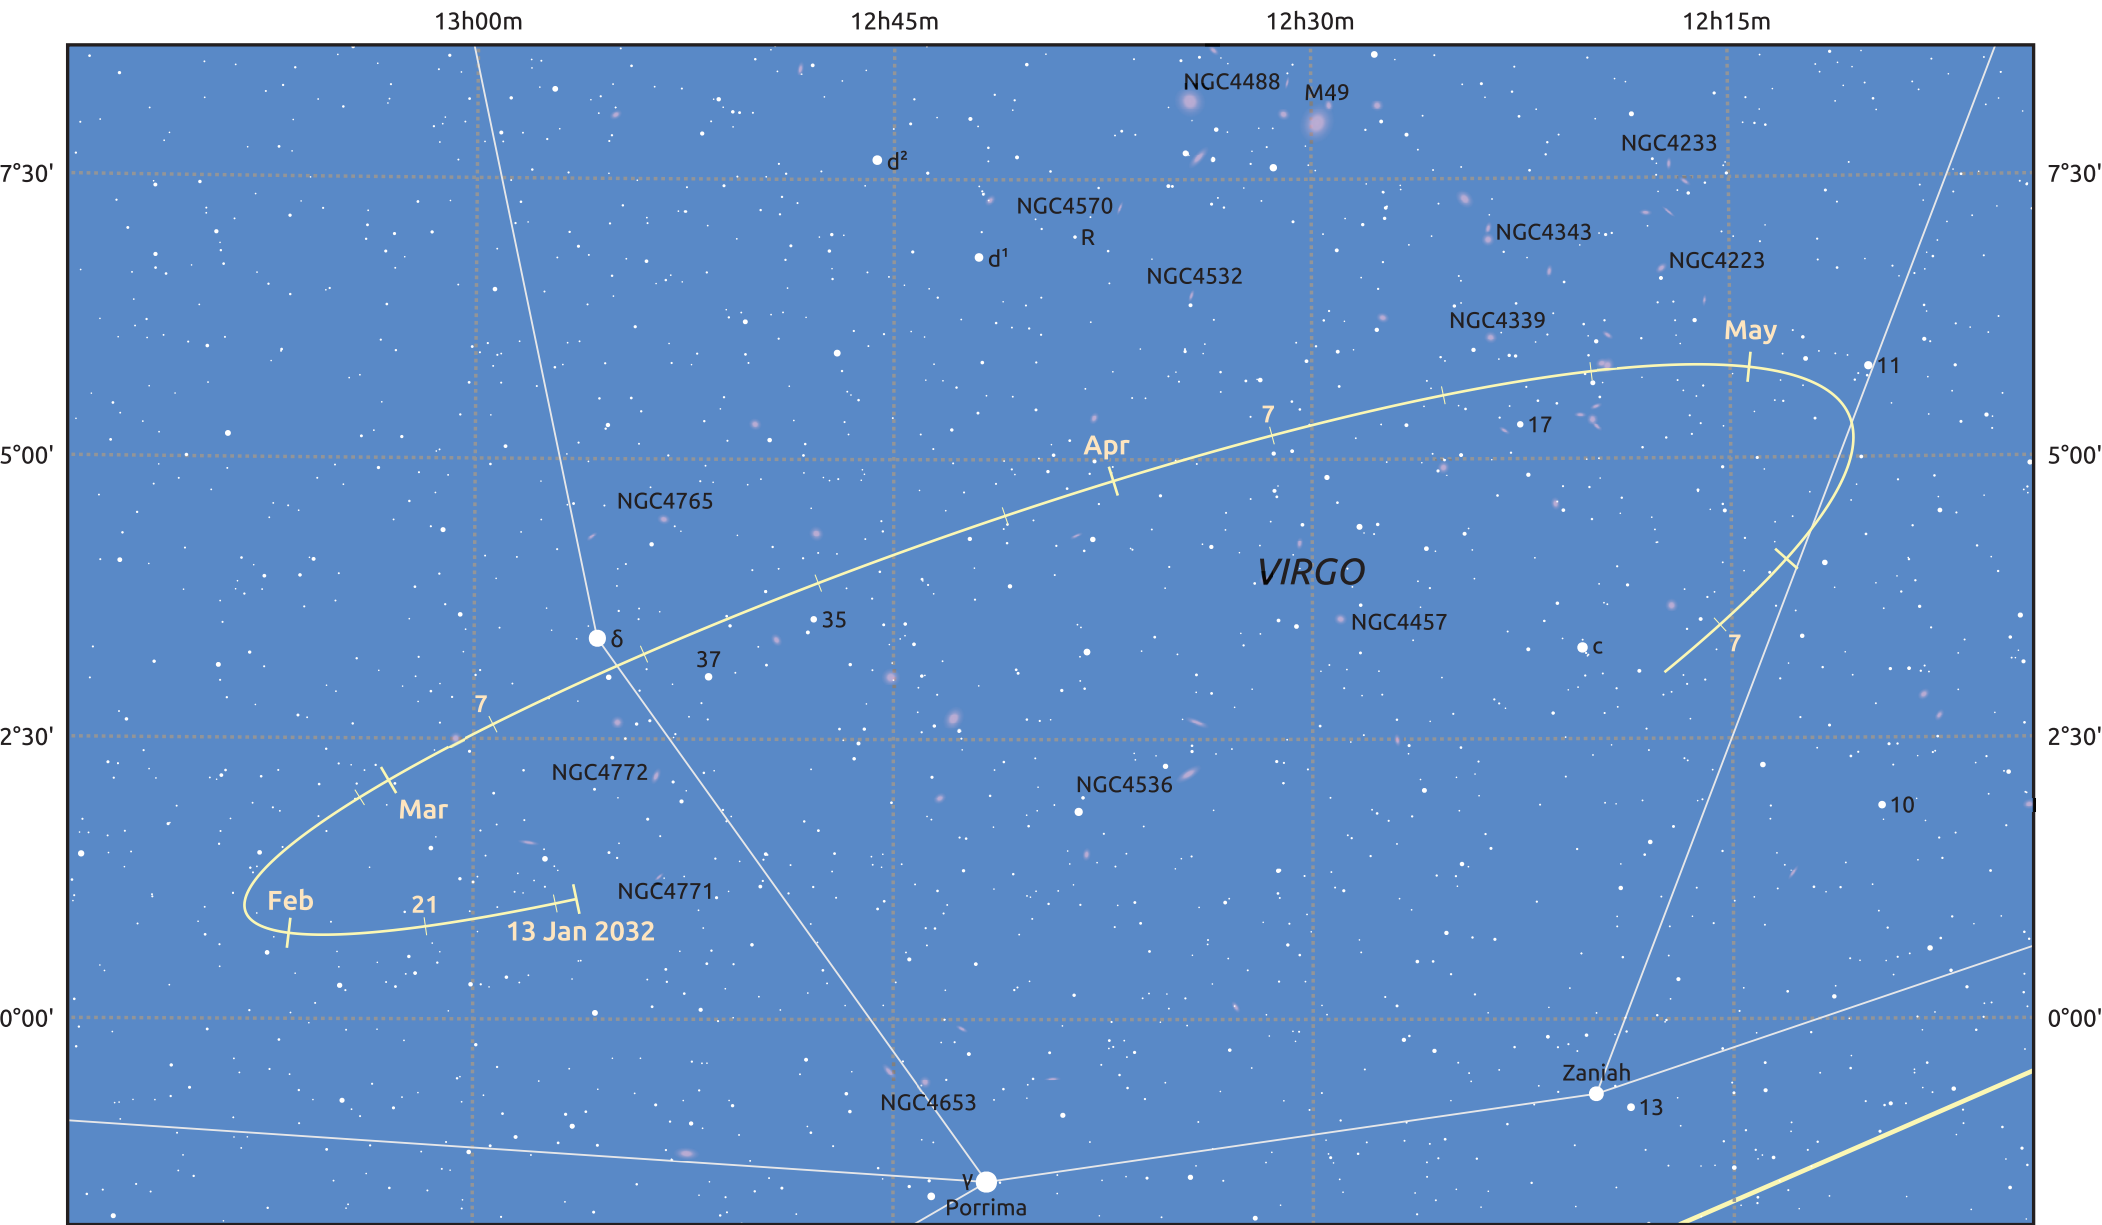 13h00m 12h45m 12h30m 12h15m
NGC4488
M49
NGC4233
d²
7°30' 7°30'
NGC4570
R
NGC4343
d¹
NGC4223
NGC4532
NGC4339
May
11
7
17
Apr
5°00' 5°00'
NGC4765
VIRGO
35
NGC4457
δ
c
7
37
7
2°30' 2°30'
NGC4772
NGC4536
Mar
10
NGC4771
Feb
21
13 Jan 2032
0°00' 0°00'
Zaniah
NGC4653
13
γ
Porrima